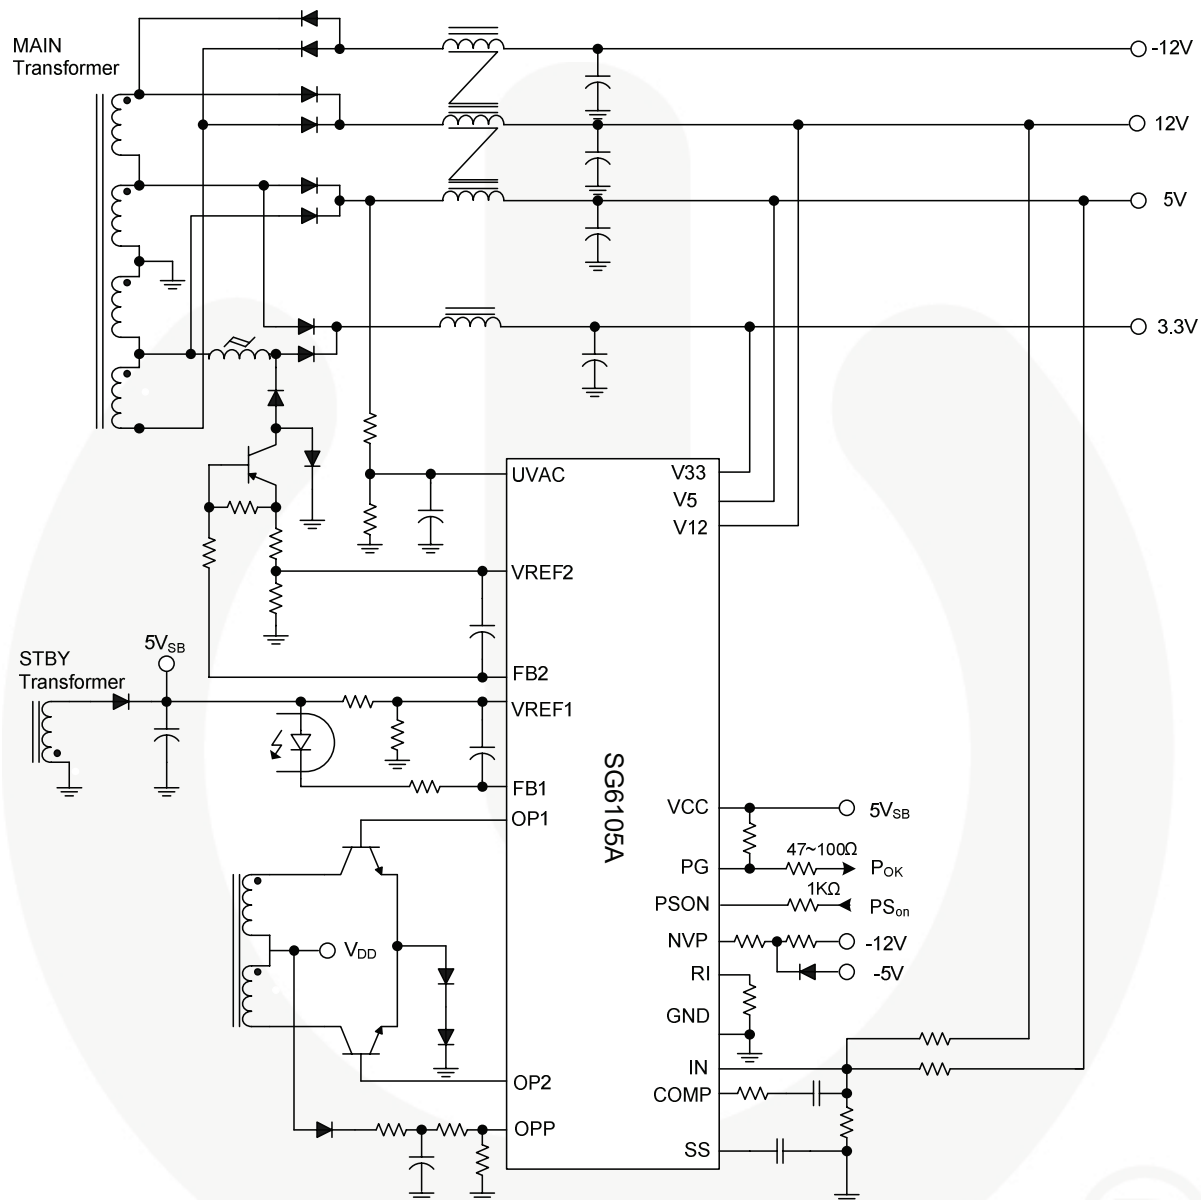 MAIN
Transformer
-12V
12V
5V
3.3V
UVAC
V33
V5
V12
VREF2
5VSB
STBY
Transformer
FB2
VREF1
FB1
OP1
SG6105A
VCC
5VSB
PG
47~100Ω
POK
PSON
1KΩ
PSon
NVP
-12V
RI
-5V
VDD
GND
IN
OP2
COMP
OPP
SS